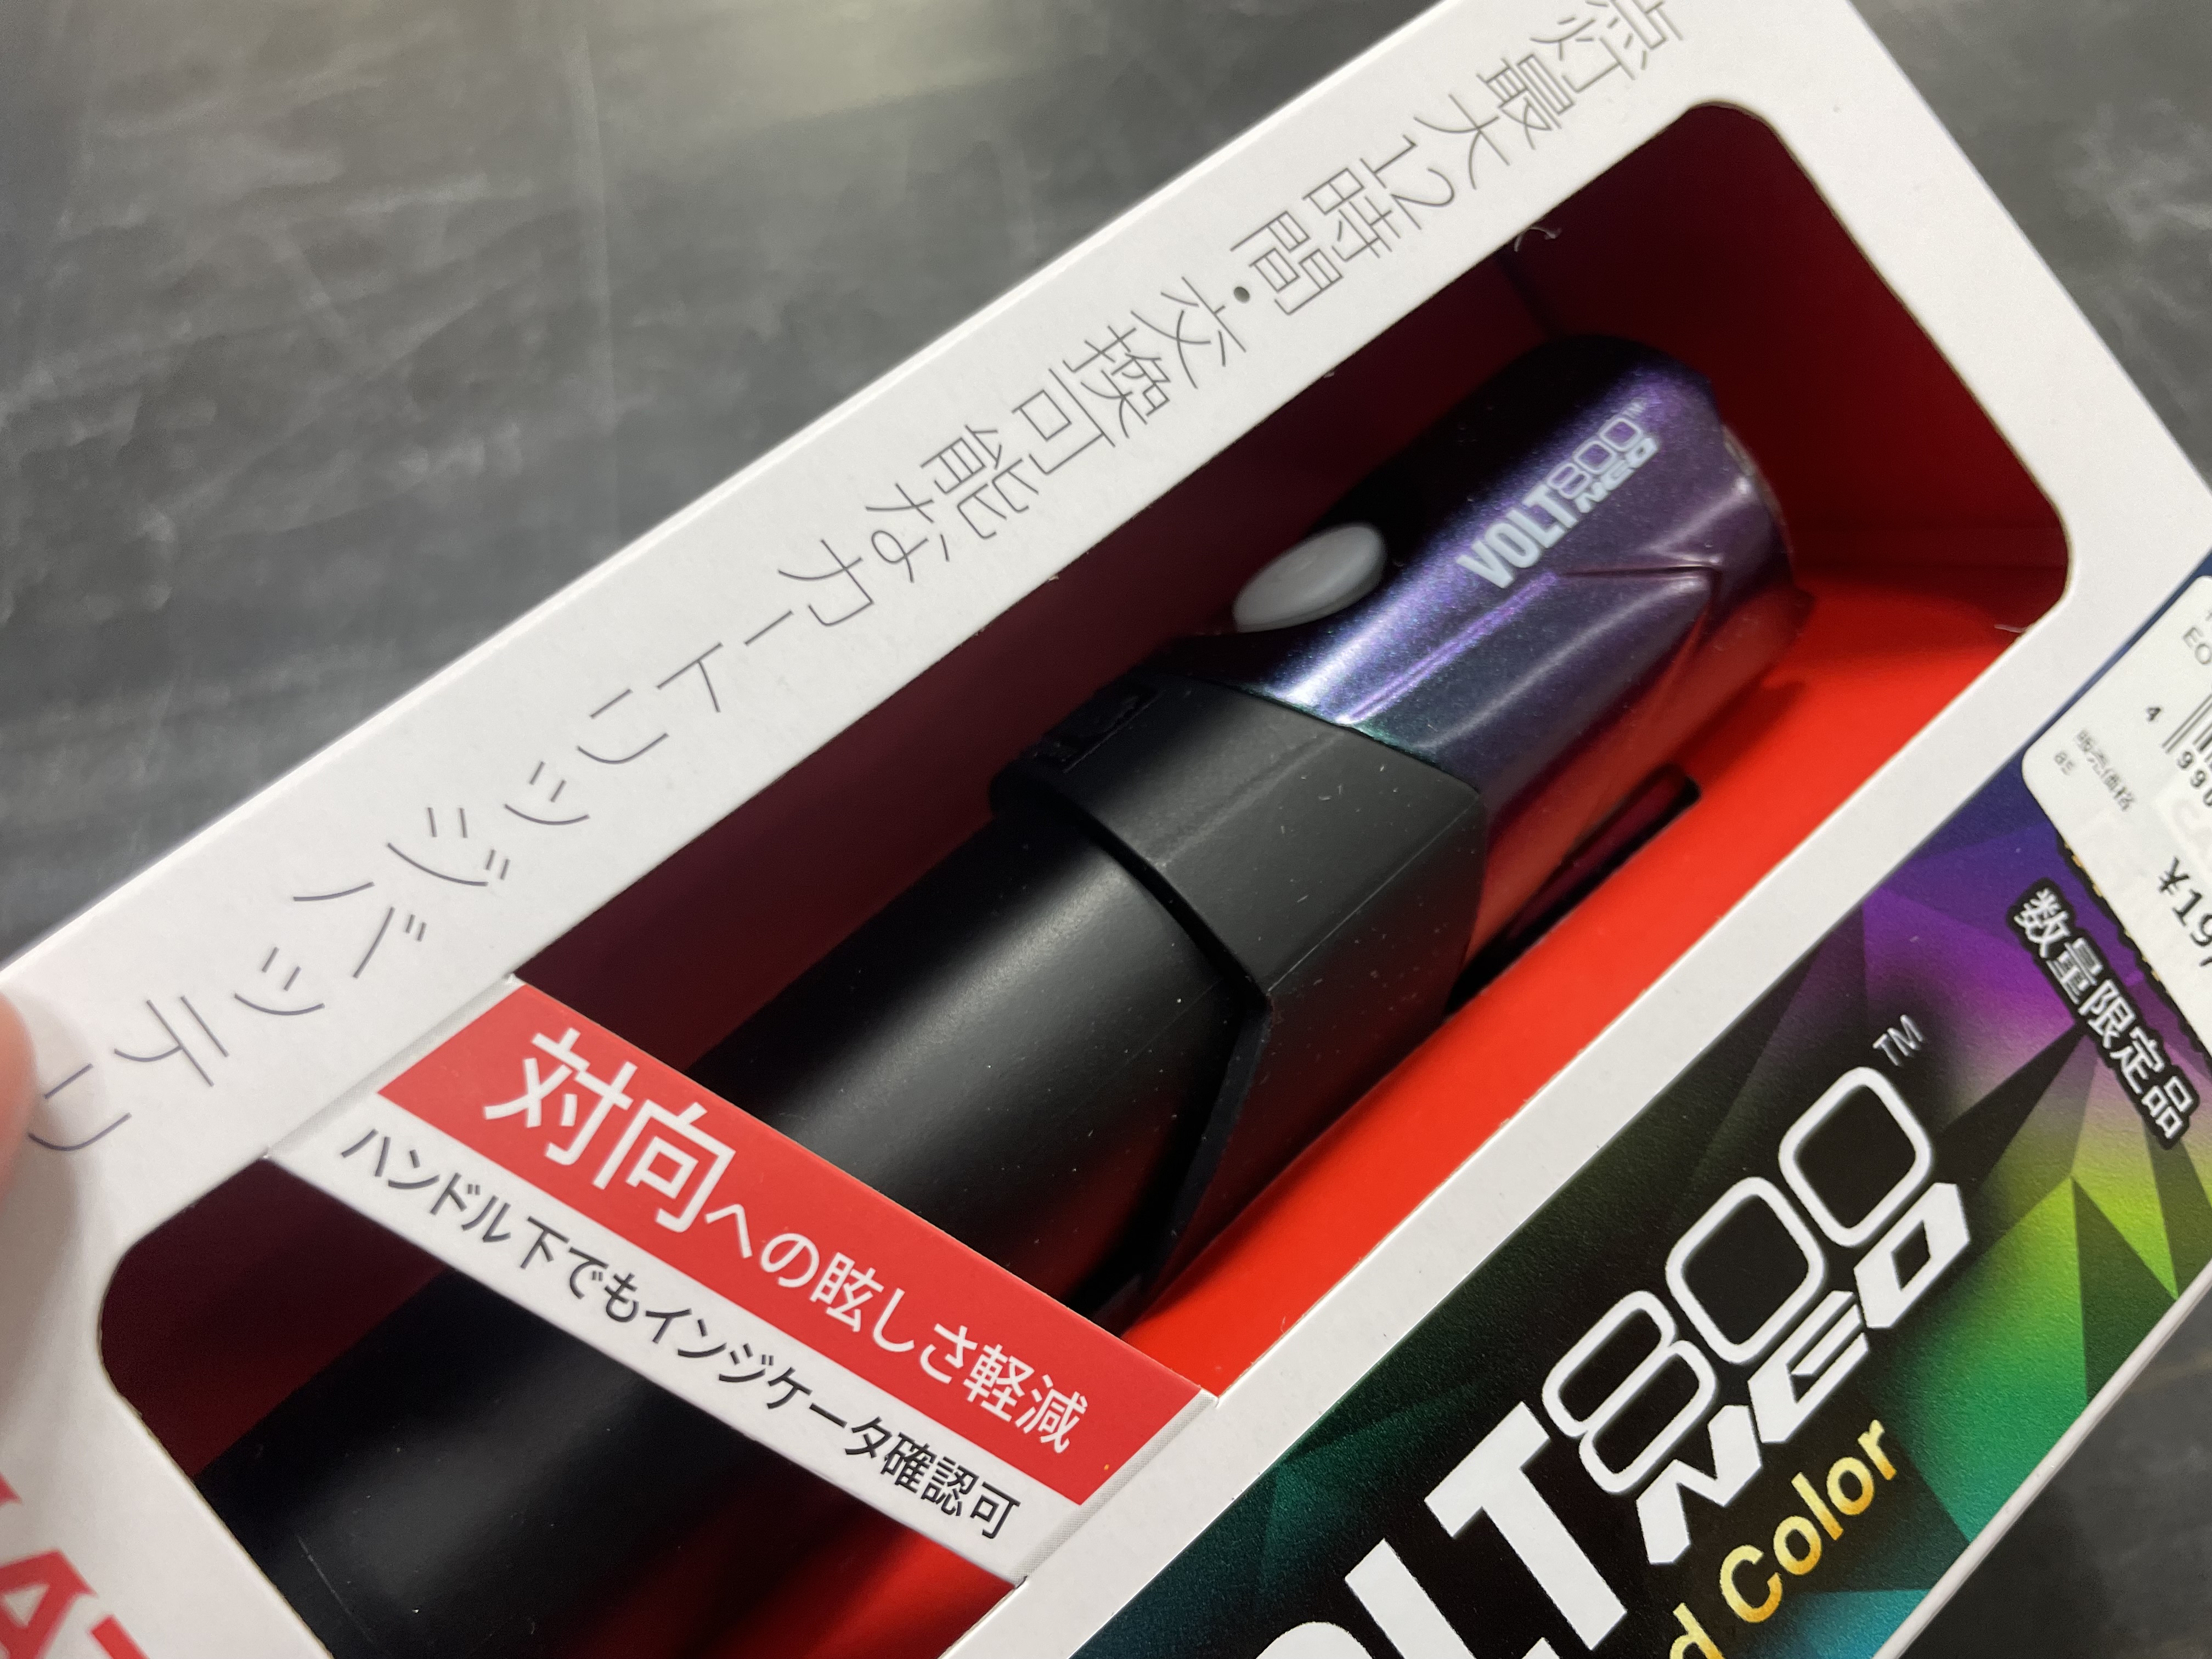 点灯最大12時間・交換可能なカートリッジバッテリ
VOLT800™
NEO
対向への眩しさ軽減
ハンドル下でもインジケータ確認可
数量限定品
800™
NEO
Color
販売価格